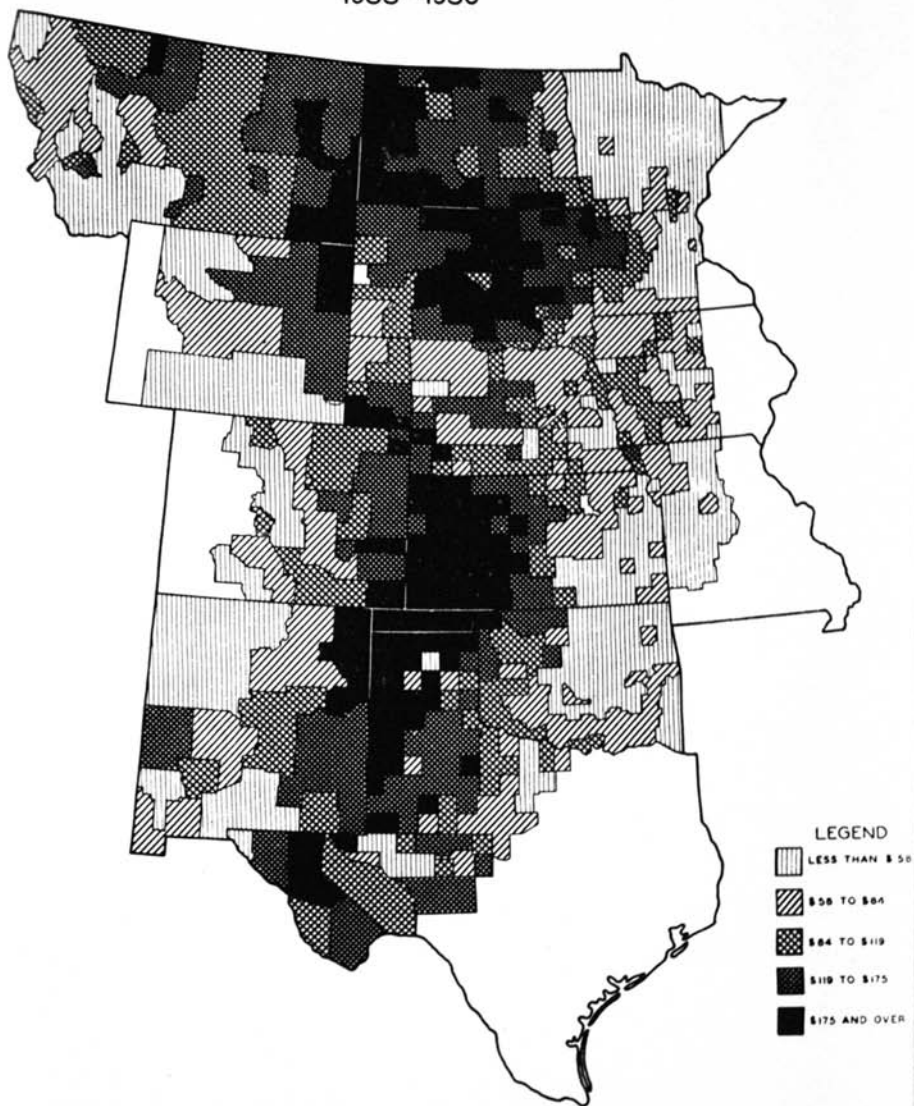 LEGEND
LESS THAN $ 58
$ 58 TO $ 84
$ 84 TO $ 119
$ 119 TO $ 175
$ 175 AND OVER